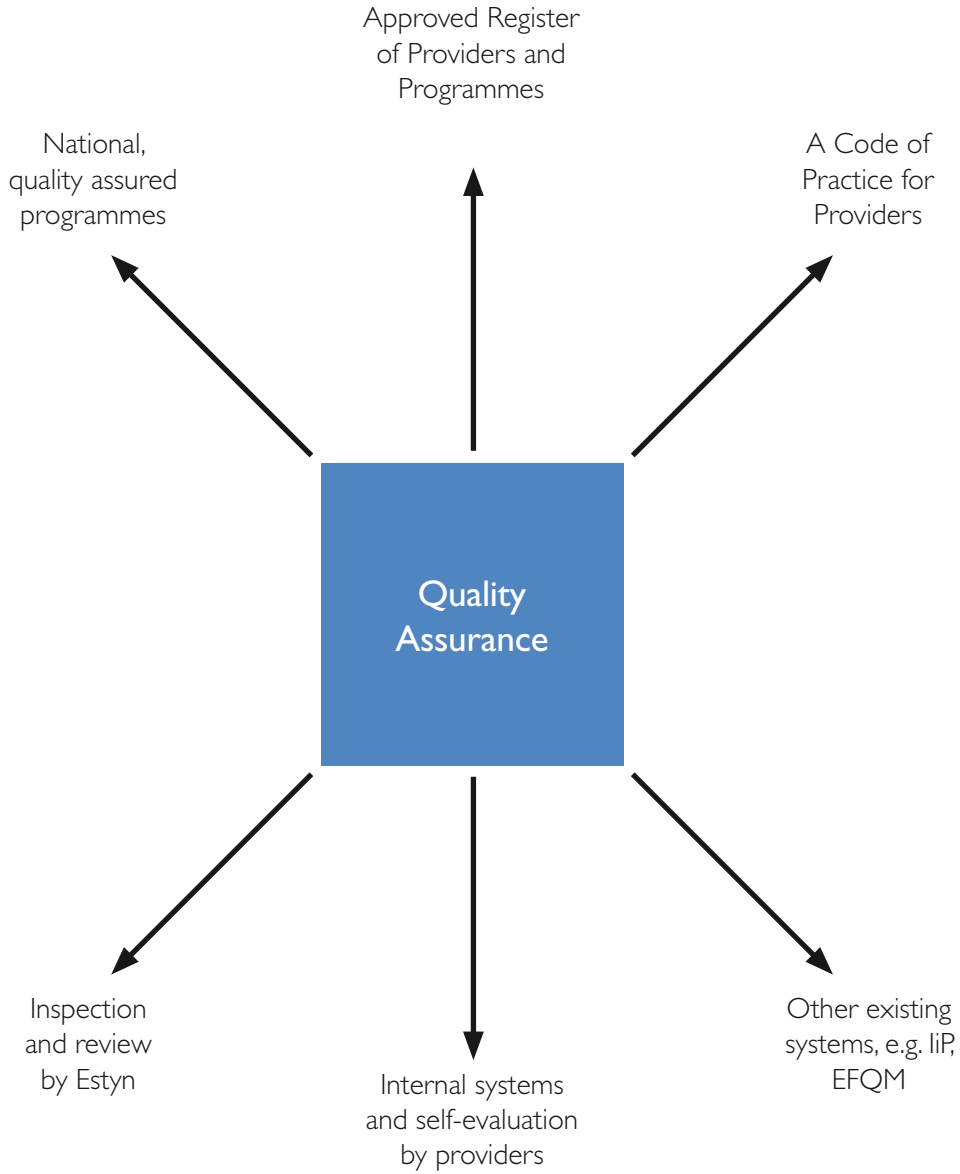 Approved Register
of Providers and
Programmes
National,
quality assured
programmes
A Code of
Practice for
Providers
Quality
Assurance
Inspection
and review
by Estyn
Internal systems
and self-evaluation
by providers
Other existing
systems, e.g. IiP,
EFQM